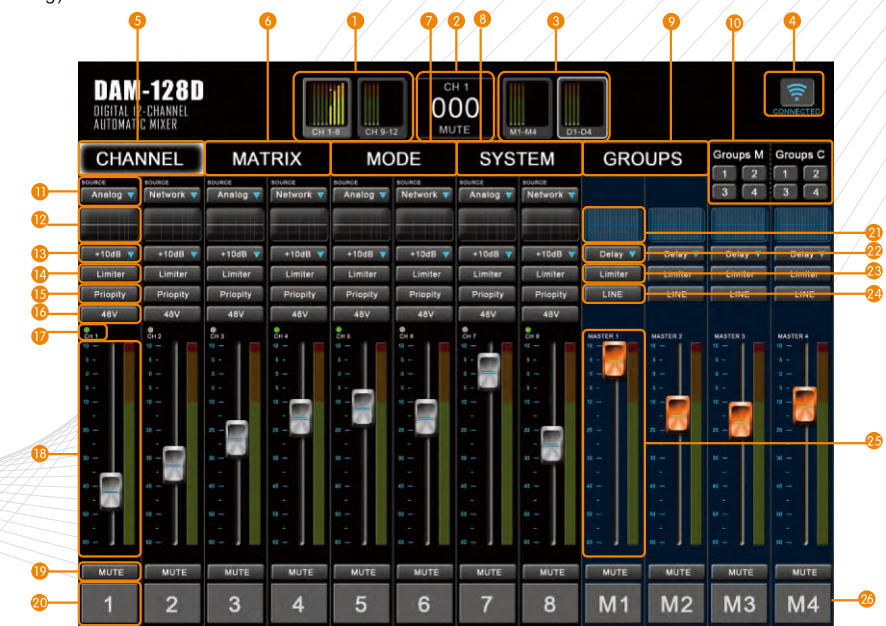 1 2 3 4 5 6 7 8 9 10
DAM-128D
DIGITAL 12-CHANNEL
AUTOMATIC MIXER
CH 1-8 CH 9-12
CH 1
000
MUTE
M1-M4 D1-D4
CONNECTED
CHANNEL MATRIX MODE SYSTEM GROUPS
Groups M Groups C
1 2 1 2
3 4 3 4
11 12 13 14 15 16 17 18 19 20
SOURCE SOURCE SOURCE SOURCE SOURCE SOURCE SOURCE SOURCE
Analog Network Analog Network Analog Network Analog Network
+10dB +10dB +10dB +10dB +10dB +10dB +10dB +10dB Delay Delay Delay Delay
Limiter Limiter Limiter Limiter Limiter Limiter Limiter Limiter Limiter Limiter Limiter Limiter
Priopity Priopity Priopity Priopity Priopity Priopity Priopity Priopity LINE LINE LINE LINE
48V 48V 48V 48V 48V 48V 48V 48V
CH 1 CH 2 CH 3 CH 4 CH 5 CH 6 CH 7 CH 8 MASTER 1 MASTER 2 MASTER 3 MASTER 4
MUTE MUTE MUTE MUTE MUTE MUTE MUTE MUTE MUTE MUTE MUTE MUTE
1 2 3 4 5 6 7 8 M1 M2 M3 M4
21 22 23 24 25 26